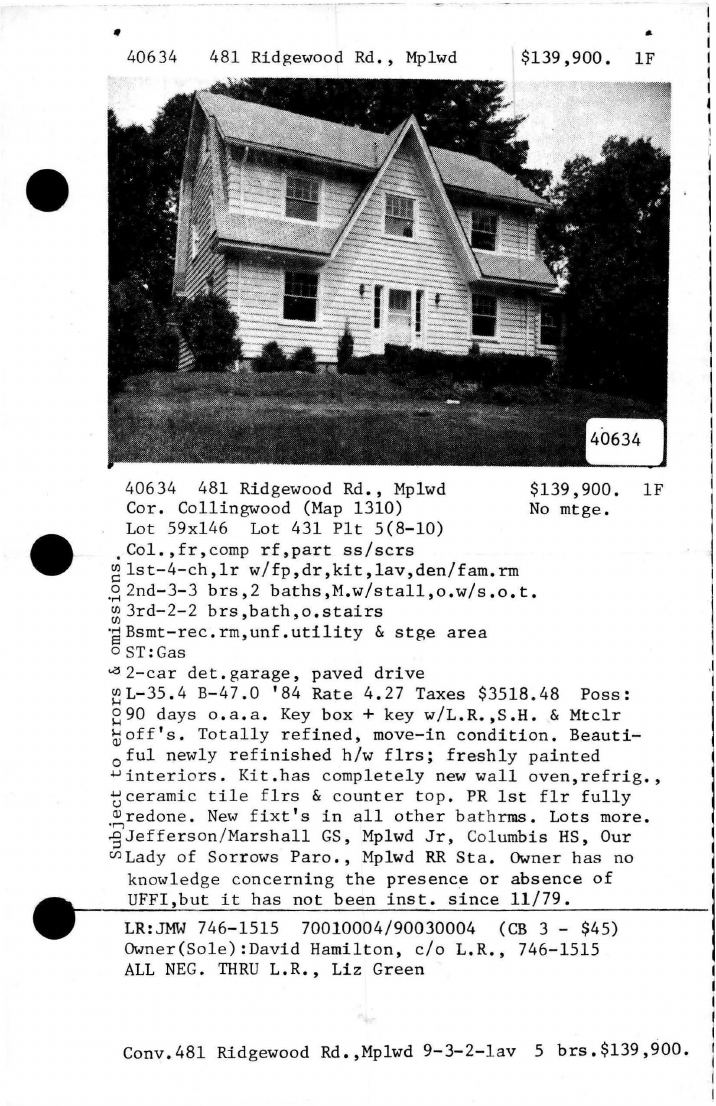 40634 481 Ridgewood Rd., Mplwd $139,900. 1F
40634
40634 481 Ridgewood Rd., Mplwd $139,900. 1F
Cor. Collingwood (Map 1310) No mtge.
Lot 59x146 Lot 431 Plt 5(8-10)
Col.,fr,comp rf,part ss/scrs
1st-4-ch,lr w/fp,dr,kit,lav,den/fam.rm
2nd-3-3 brs,2 baths,M.w/stall,o.w/s.o.t.
3rd-2-2 brs,bath,o.stairs
Bsmt-rec.rm,unf.utility & stge area
ST:Gas
2-car det.garage, paved drive
L-35.4 B-47.0 '84 Rate 4.27 Taxes $3518.48 Poss:
90 days o.a.a. Key box + key w/L.R.,S.H. & Mtclr
off's. Totally refined, move-in condition. Beauti-
ful newly refinished h/w flrs; freshly painted
interiors. Kit.has completely new wall oven,refrig.,
ceramic tile flrs & counter top. PR 1st flr fully
redone. New fixt's in all other bathrms. Lots more.
Jefferson/Marshall GS, Mplwd Jr, Columbis HS, Our
Lady of Sorrows Paro., Mplwd RR Sta. Owner has no
knowledge concerning the presence or absence of
UFFI,but it has not been inst. since 11/79.
Subject to errors & omissions.
LR:JMW 746-1515 70010004/90030004 (CB 3 - $45)
Owner(Sole):David Hamilton, c/o L.R., 746-1515
ALL NEG. THRU L.R., Liz Green
Conv.481 Ridgewood Rd.,Mplwd 9-3-2-lav 5 brs.$139,900.